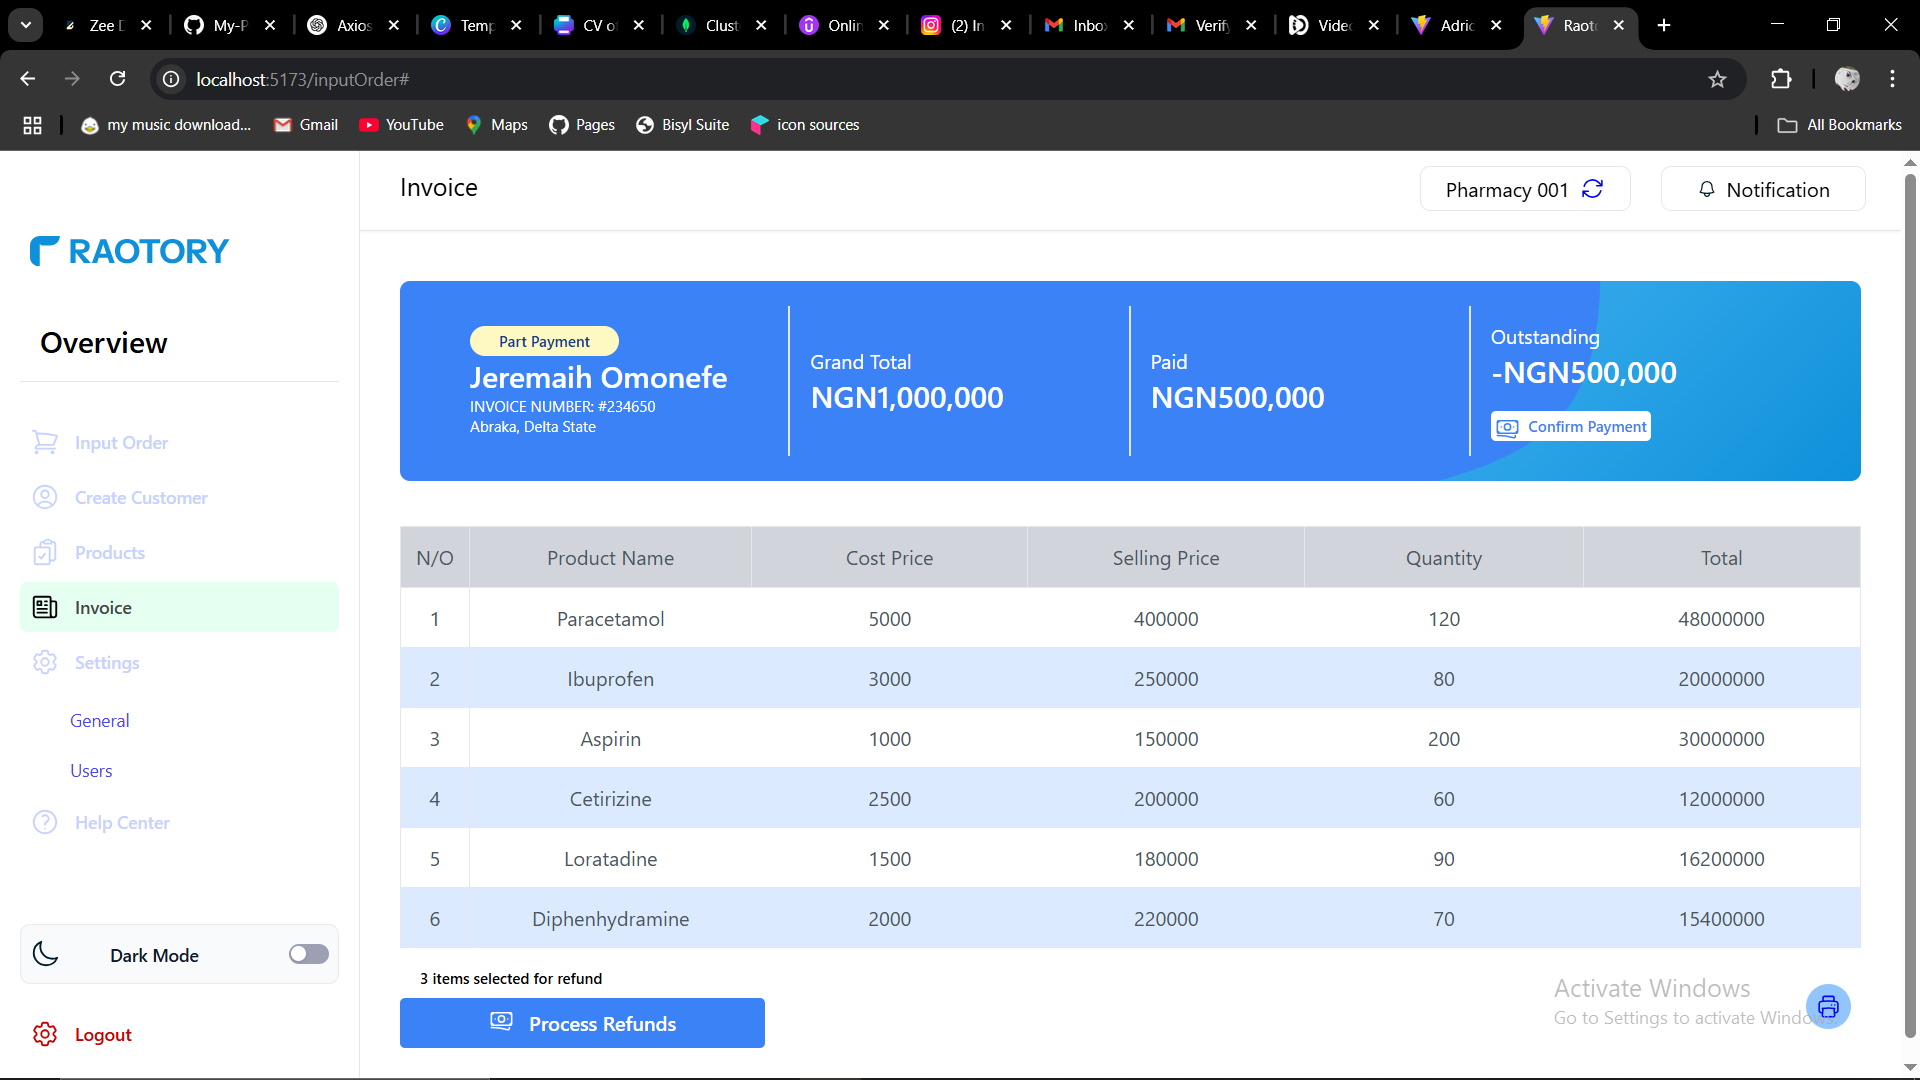 Zee D
My-P
Axios
Temp
CV of
Clust
Onlin
(2) In
Inbox
Verify
Vide
Adric
Raoto
localhost:5173/inputOrder#
my music download...
Gmail
YouTube
Maps
Pages
Bisyl Suite
icon sources
All Bookmarks
RAOTORY
Overview
Input Order
Create Customer
Products
Invoice
Settings
General
Users
Help Center
Dark Mode
Logout
Invoice
Pharmacy 001
Notification
Part Payment
Jeremaih Omonefe
INVOICE NUMBER: #234650
Abraka, Delta State
Grand Total
NGN1,000,000
Paid
NGN500,000
Outstanding
-NGN500,000
Confirm Payment
N/O Product Name Cost Price Selling Price Quantity Total
1 Paracetamol 5000 400000 120 48000000
2 Ibuprofen 3000 250000 80 20000000
3 Aspirin 1000 150000 200 30000000
4 Cetirizine 2500 200000 60 12000000
5 Loratadine 1500 180000 90 16200000
6 Diphenhydramine 2000 220000 70 15400000
3 items selected for refund
Process Refunds
Activate Windows
Go to Settings to activate Windows.